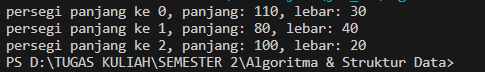 persegi panjang ke 0, panjang: 110, lebar: 30
persegi panjang ke 1, panjang: 80, lebar: 40
persegi panjang ke 2, panjang: 100, lebar: 20
PS D:\TUGAS KULIAH\SEMESTER 2\Algoritma & Struktur Data>